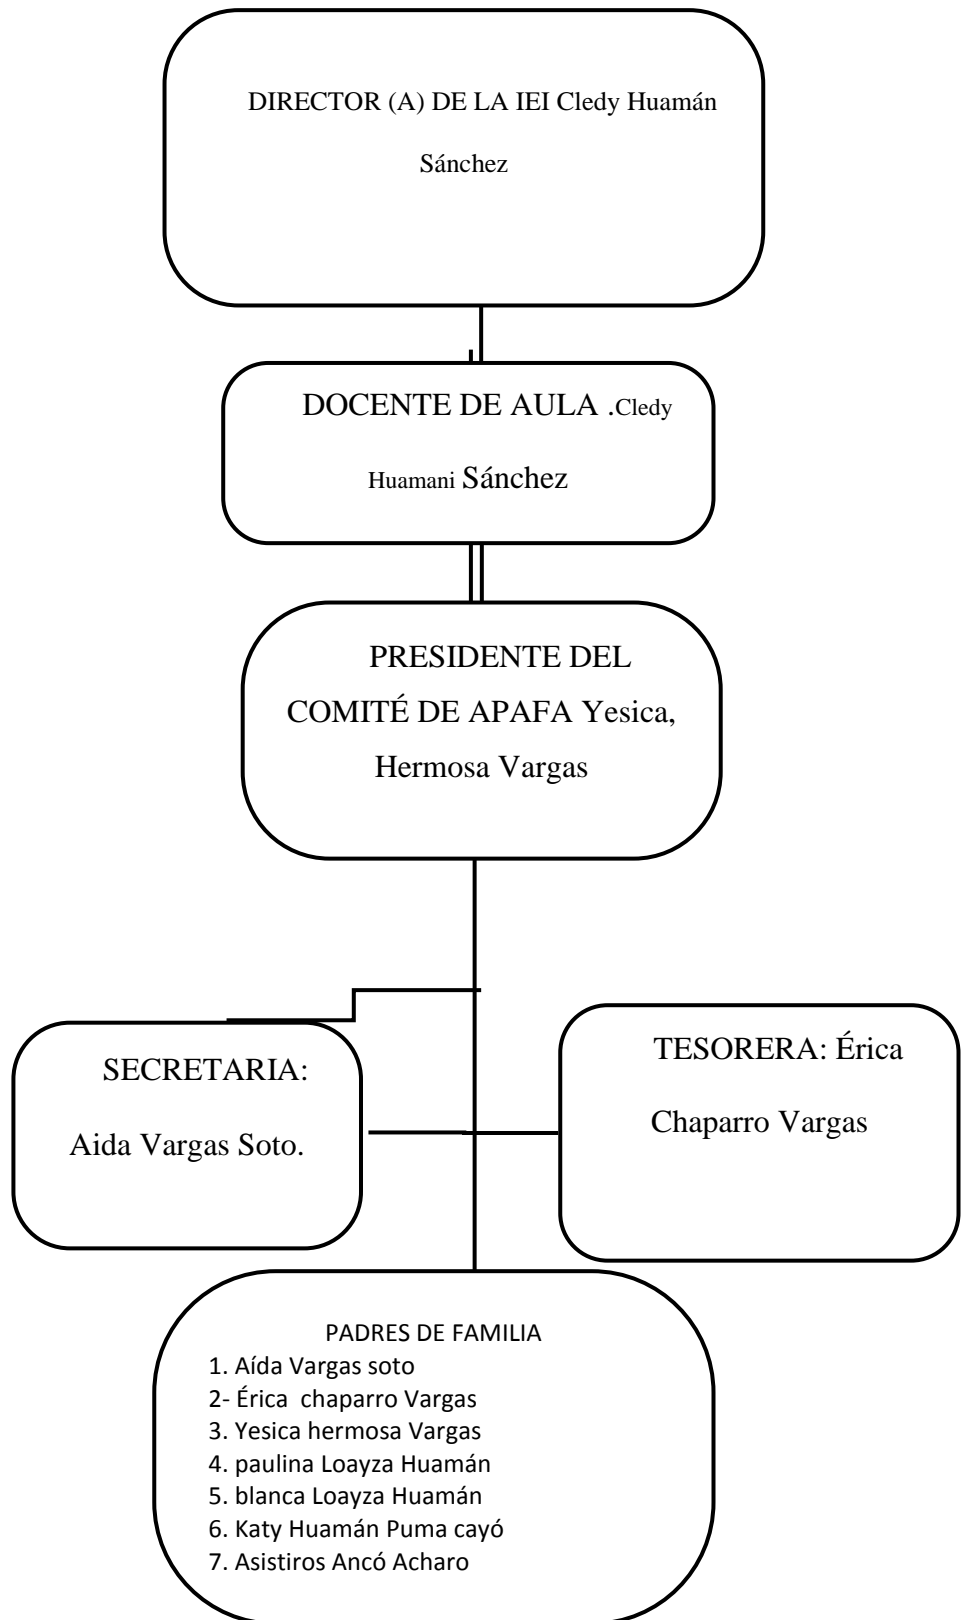 DIRECTOR (A) DE LA IEI Cledy Huamán
Sánchez
DOCENTE DE AULA .Cledy
Huamani Sánchez
PRESIDENTE DEL
COMITÉ DE APAFA Yesica,
Hermosa Vargas
SECRETARIA:
Aida Vargas Soto.
TESORERA: Érica
Chaparro Vargas
PADRES DE FAMILIA
1. Aída Vargas soto
2- Érica  chaparro Vargas
3. Yesica hermosa Vargas
4. paulina Loayza Huamán
5. blanca Loayza Huamán
6. Katy Huamán Puma cayó
7. Asistiros Ancó Acharo